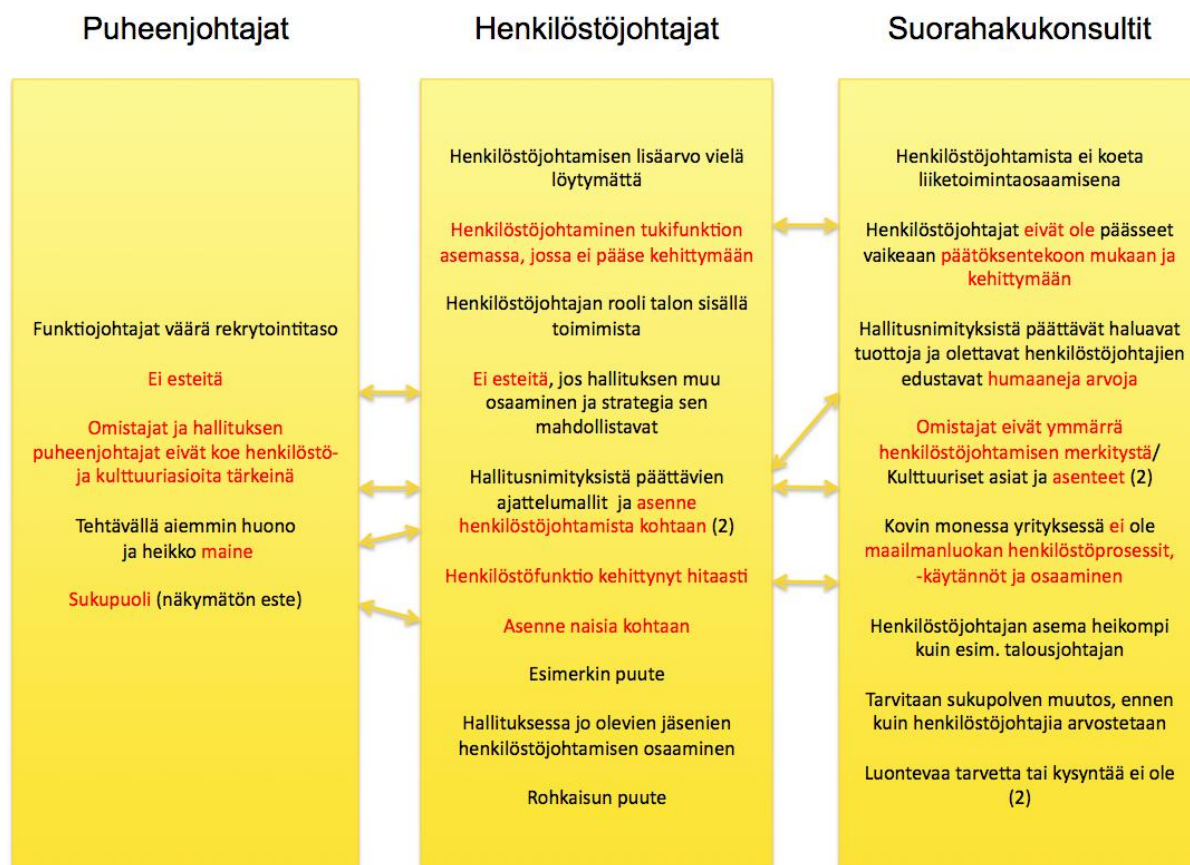 Puheenjohtajat
Funktiojohtajat väärä rekrytointitaso
Ei esteitä
Omistajat ja hallituksen
puheenjohtajat eivät koe henkilöstö-
ja kulttuuriasioita tärkeinä
Tehtävällä aiemmin huono
ja heikko maine
Sukupuoli (näkymätön este)
Henkilöstöjohtajat
Henkilöstöjohtamisen lisäarvo vielä
löytymättä
Henkilöstöjohtaminen tukifunktion
asemassa, jossa ei pääse kehittymään
Henkilöstöjohtajan rooli talon sisällä
toimimista
Ei esteitä, jos hallituksen muu
osaaminen ja strategia sen
mahdollistavat
Hallitusnimityksistä päättävien
ajattelumallit ja asenne
henkilöstöjohtamista kohtaan (2)
Henkilöstöfunktio kehittynyt hitaasti
Asenne naisia kohtaan
Esimerkin puute
Hallituksessa jo olevien jäsenien
henkilöstöjohtamisen osaaminen
Rohkaisun puute
Suorahakukonsultit
Henkilöstöjohtamista ei koeta
liiketoimintaosaamisena
Henkilöstöjohtajat eivät ole päässeet
vaikeaan päätöksentekoon mukaan ja
kehittymään
Hallitusnimityksistä päättävät haluavat
tuottoja ja olettavat henkilöstöjohtajien
edustavat humaaneja arvoja
Omistajat eivät ymmärrä
henkilöstöjohtamisen merkitystä/
Kulttuuriset asiat ja asenteet (2)
Kovin monessa yrityksessä ei ole
maailmanluokan henkilöstöprosessit,
-käytännöt ja osaaminen
Henkilöstöjohtajan asema heikompi
kuin esim. talousjohtajan
Tarvitaan sukupolven muutos, ennen
kuin henkilöstöjohtajia arvostetaan
Luontevaa tarvetta tai kysyntää ei ole
(2)